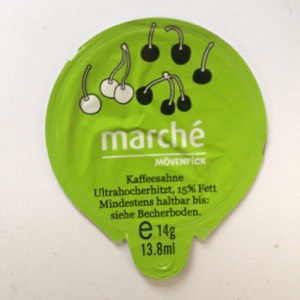 marché
MÖVENPICK
Kaffeesahne
Ultrahocherhitzt, 15% Fett
Mindestens haltbar bis:
siehe Becherboden.
e 14g
13.8ml